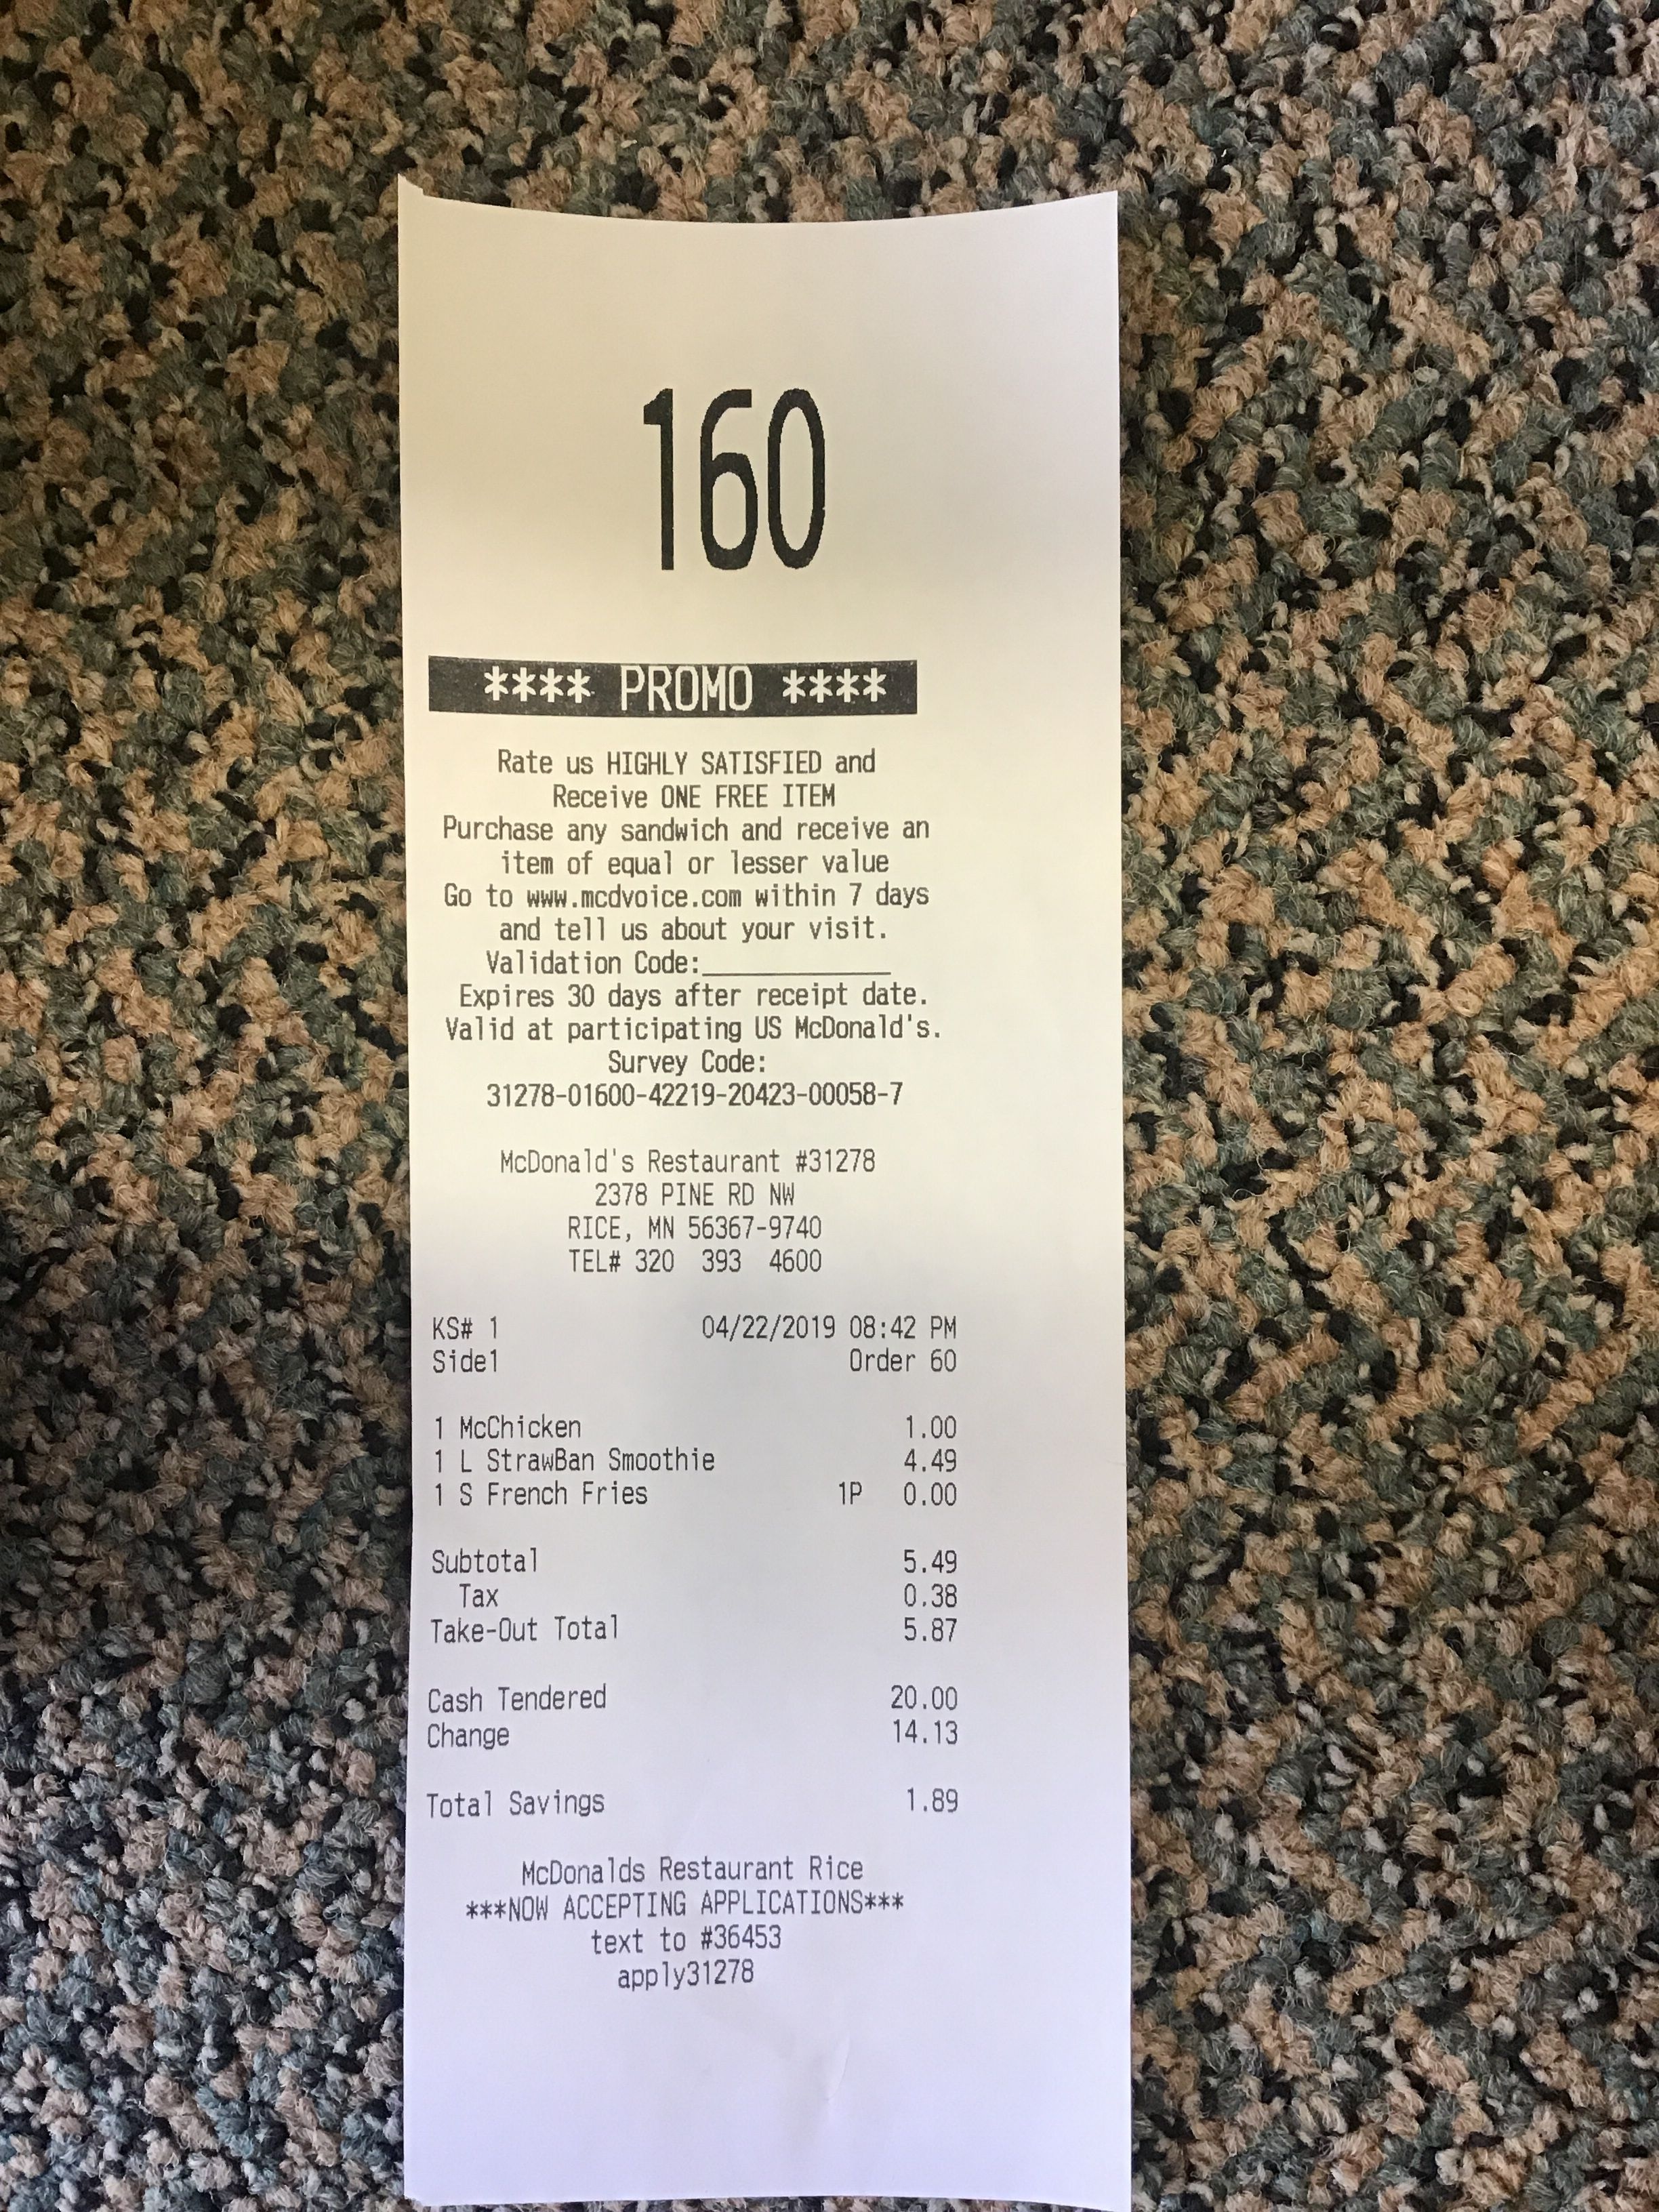 160
**** PROMO ****
Rate us HIGHLY SATISFIED and
Receive ONE FREE ITEM
Purchase any sandwich and receive an
item of equal or lesser value
Go to www.mcdvoice.com within 7 days
and tell us about your visit.
Validation Code:______________
Expires 30 days after receipt date.
Valid at participating US McDonald's.
Survey Code:
31278-01600-42219-20423-00058-7
McDonald's Restaurant #31278
2378 PINE RD NW
RICE, MN 56367-9740
TEL# 320 393 4600
KS# 1 04/22/2019 08:42 PM
Side1 Order 60
1 McChicken 1.00
1 L StrawBan Smoothie 4.49
1 S French Fries 1P 0.00
Subtotal 5.49
Tax 0.38
Take-Out Total 5.87
Cash Tendered 20.00
Change 14.13
Total Savings 1.89
McDonalds Restaurant Rice
***NOW ACCEPTING APPLICATIONS***
text to #36453
apply31278